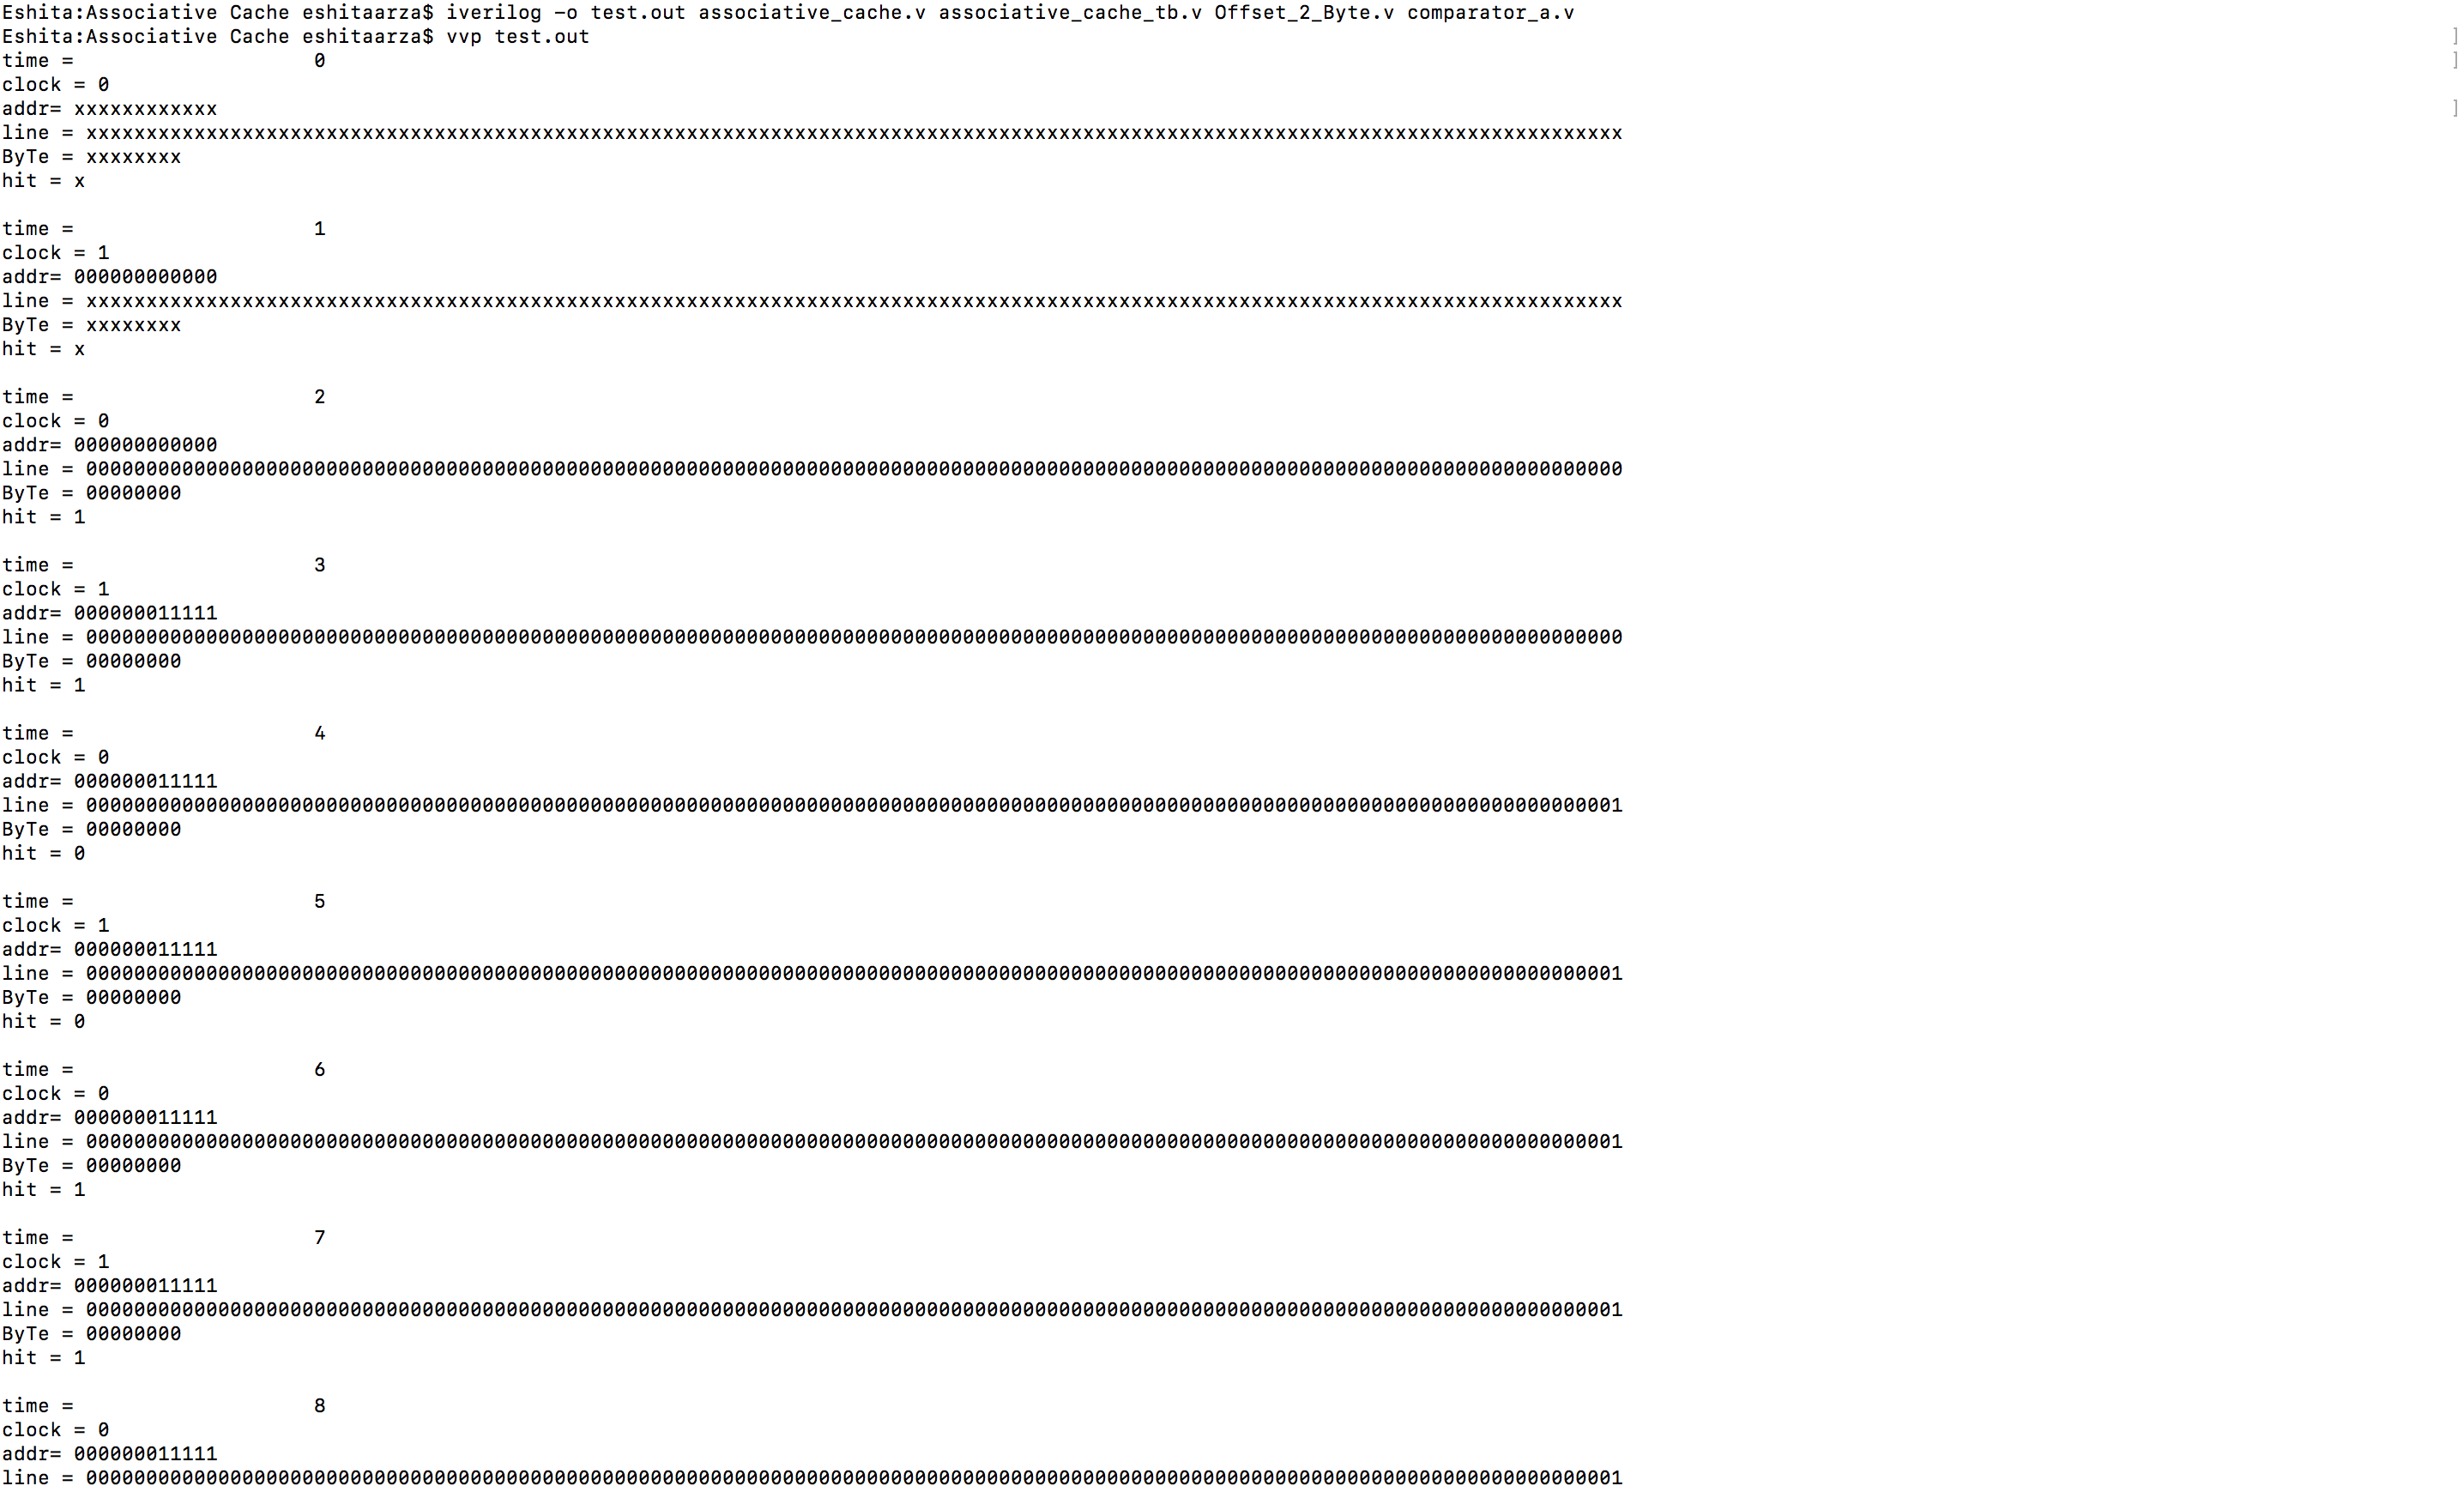 Eshita:Associative Cache eshitaarza$ iverilog -o test.out associative_cache.v associative_cache_tb.v Offset_2_Byte.v comparator_a.v
Eshita:Associative Cache eshitaarza$ vvp test.out ]
time =                    0 ]
clock = 0
addr= xxxxxxxxxxxx ]
line = xxxxxxxxxxxxxxxxxxxxxxxxxxxxxxxxxxxxxxxxxxxxxxxxxxxxxxxxxxxxxxxxxxxxxxxxxxxxxxxxxxxxxxxxxxxxxxxxxxxxxxxxxxxxxxxxxxxxxxxxxxxxxxxx
ByTe = xxxxxxxx
hit = x
time =                    1
clock = 1
addr= 000000000000
line = xxxxxxxxxxxxxxxxxxxxxxxxxxxxxxxxxxxxxxxxxxxxxxxxxxxxxxxxxxxxxxxxxxxxxxxxxxxxxxxxxxxxxxxxxxxxxxxxxxxxxxxxxxxxxxxxxxxxxxxxxxxxxxxx
ByTe = xxxxxxxx
hit = x
time =                    2
clock = 0
addr= 000000000000
line = 00000000000000000000000000000000000000000000000000000000000000000000000000000000000000000000000000000000000000000000000000000000
ByTe = 00000000
hit = 1
time =                    3
clock = 1
addr= 000000011111
line = 00000000000000000000000000000000000000000000000000000000000000000000000000000000000000000000000000000000000000000000000000000000
ByTe = 00000000
hit = 1
time =                    4
clock = 0
addr= 000000011111
line = 00000000000000000000000000000000000000000000000000000000000000000000000000000000000000000000000000000000000000000000000000000001
ByTe = 00000000
hit = 0
time =                    5
clock = 1
addr= 000000011111
line = 00000000000000000000000000000000000000000000000000000000000000000000000000000000000000000000000000000000000000000000000000000001
ByTe = 00000000
hit = 0
time =                    6
clock = 0
addr= 000000011111
line = 00000000000000000000000000000000000000000000000000000000000000000000000000000000000000000000000000000000000000000000000000000001
ByTe = 00000000
hit = 1
time =                    7
clock = 1
addr= 000000011111
line = 00000000000000000000000000000000000000000000000000000000000000000000000000000000000000000000000000000000000000000000000000000001
ByTe = 00000000
hit = 1
time =                    8
clock = 0
addr= 000000011111
line = 00000000000000000000000000000000000000000000000000000000000000000000000000000000000000000000000000000000000000000000000000000001